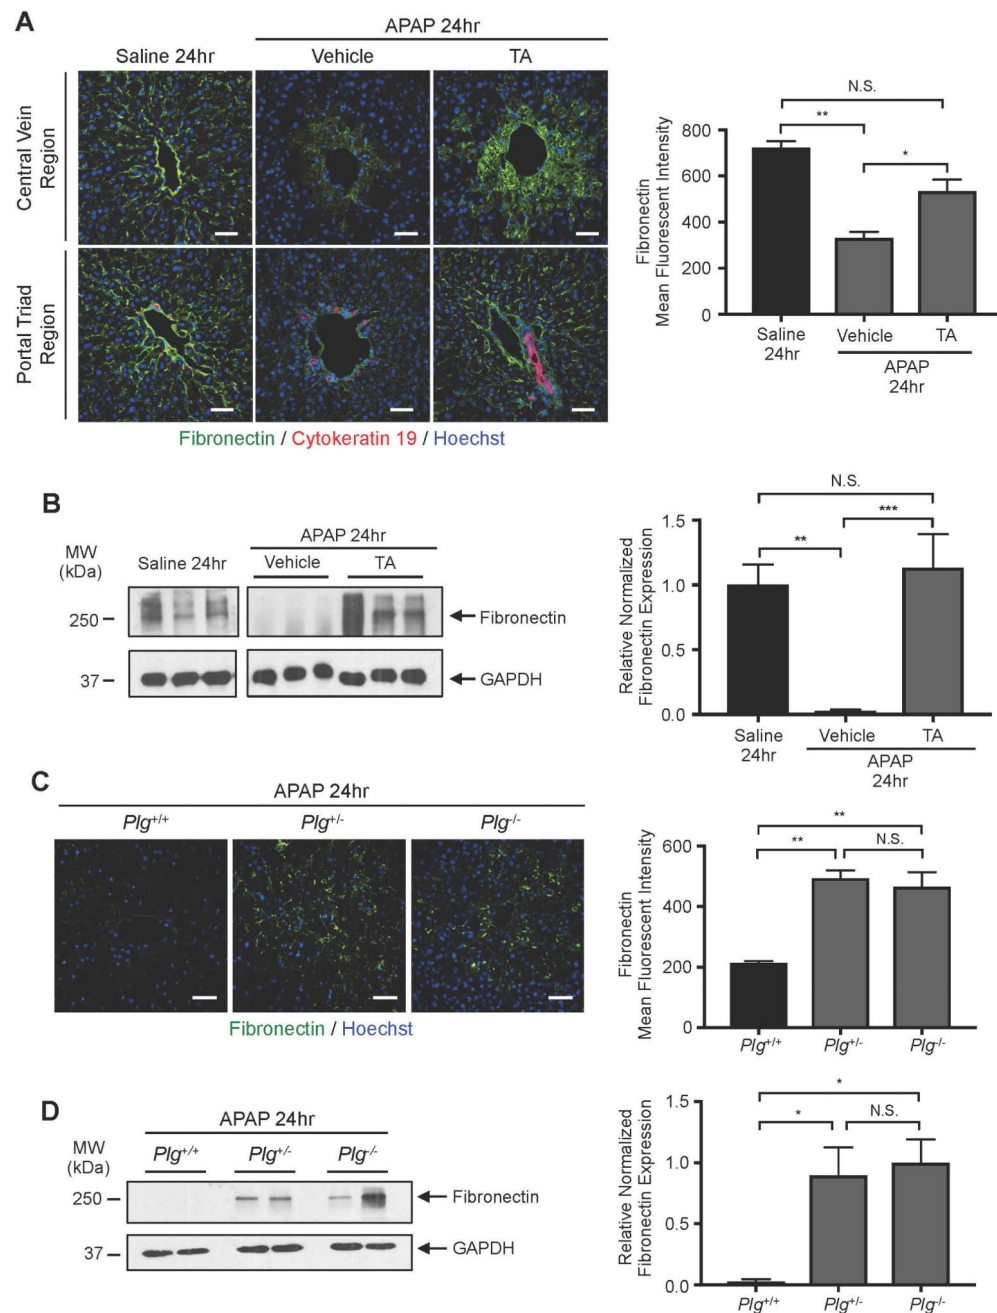 A
APAP 24hr
Saline 24hr Vehicle TA
Central Vein
Region
Portal Triad
Region
Fibronectin / Cytokeratin 19 / Hoechst
Fibronectin
Mean Fluorescent Intensity
800
600
400
200
0
N.S.
**
*
Saline
24hr
Vehicle
TA
APAP
24hr
B
MW
(kDa)
Saline 24hr
APAP 24hr
Vehicle TA
250
Fibronectin
37
GAPDH
Relative Normalized
Fibronectin Expression
1.5
1.0
0.5
0.0
N.S.
**
***
Saline
24hr
Vehicle
TA
APAP
24hr
C
APAP 24hr
Plg+/+ Plg+/- Plg-/-
Fibronectin / Hoechst
Fibronectin
Mean Fluorescent Intensity
600
400
200
0
**
**
N.S.
Plg+/+ Plg+/- Plg-/-
D
APAP 24hr
MW
(kDa)
Plg+/+ Plg+/- Plg-/-
250
Fibronectin
37
GAPDH
Relative Normalized
Fibronectin Expression
1.5
1.0
0.5
0.0
*
*
N.S.
Plg+/+ Plg+/- Plg-/-